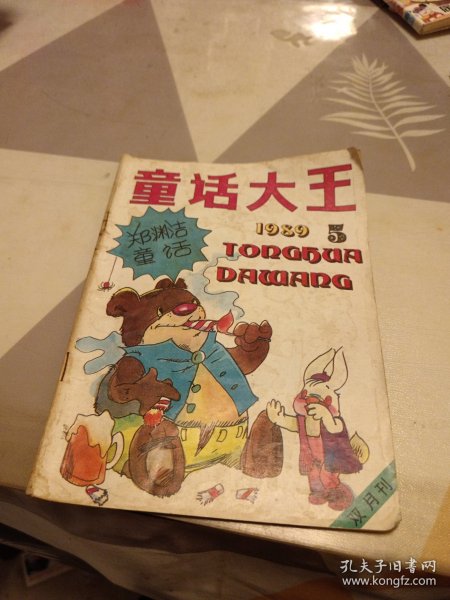 童话大王
1989 5
TONGHUA
DAWANG
郑渊洁
童话
双月刊
孔夫子旧书网
www.kongfz.com